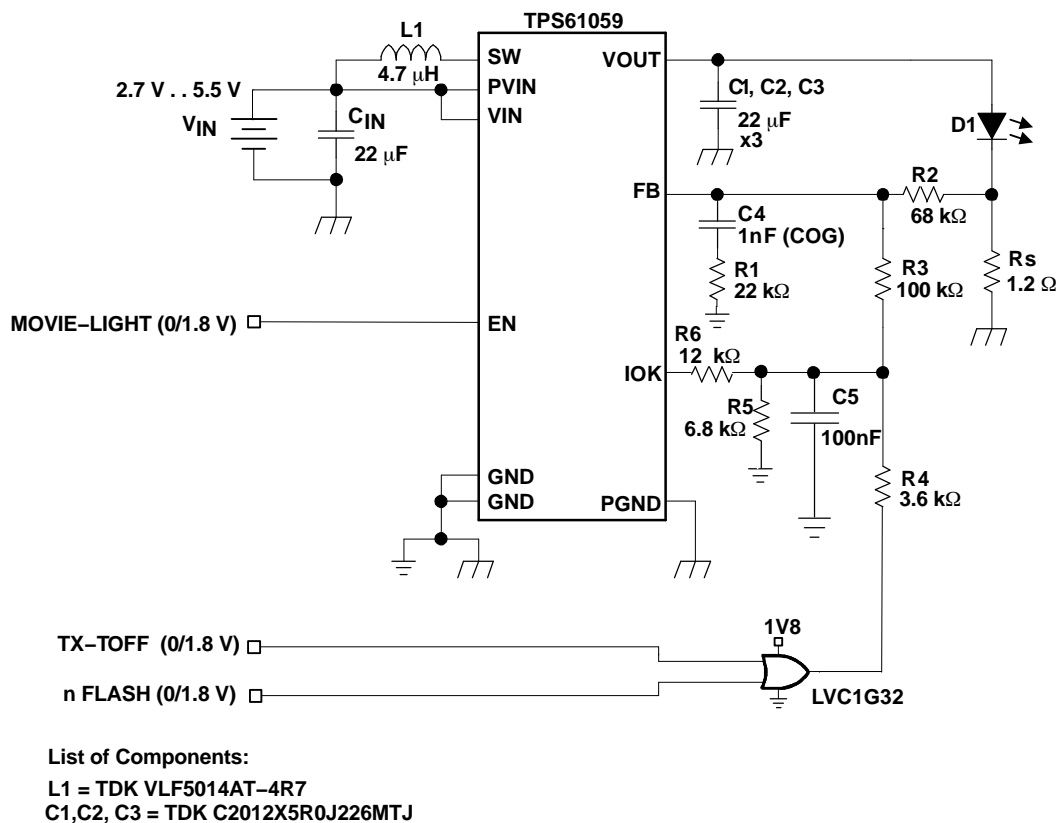 TPS61059
L1
4.7 μH
SW
PVIN
VIN
VOUT
2.7 V . . 5.5 V
VIN
CIN
22 μF
C1, C2, C3
22 μF
x3
D1
FB
R2
68 kΩ
C4
1nF (COG)
R1
22 kΩ
R3
100 kΩ
Rs
1.2 Ω
MOVIE–LIGHT (0/1.8 V)
EN
R6
12 kΩ
IOK
R5
6.8 kΩ
C5
100nF
R4
3.6 kΩ
GND
GND
PGND
1V8
TX–TOFF (0/1.8 V)
n FLASH (0/1.8 V)
LVC1G32
List of Components:
L1 = TDK VLF5014AT–4R7
C1,C2, C3 = TDK C2012X5R0J226MTJ